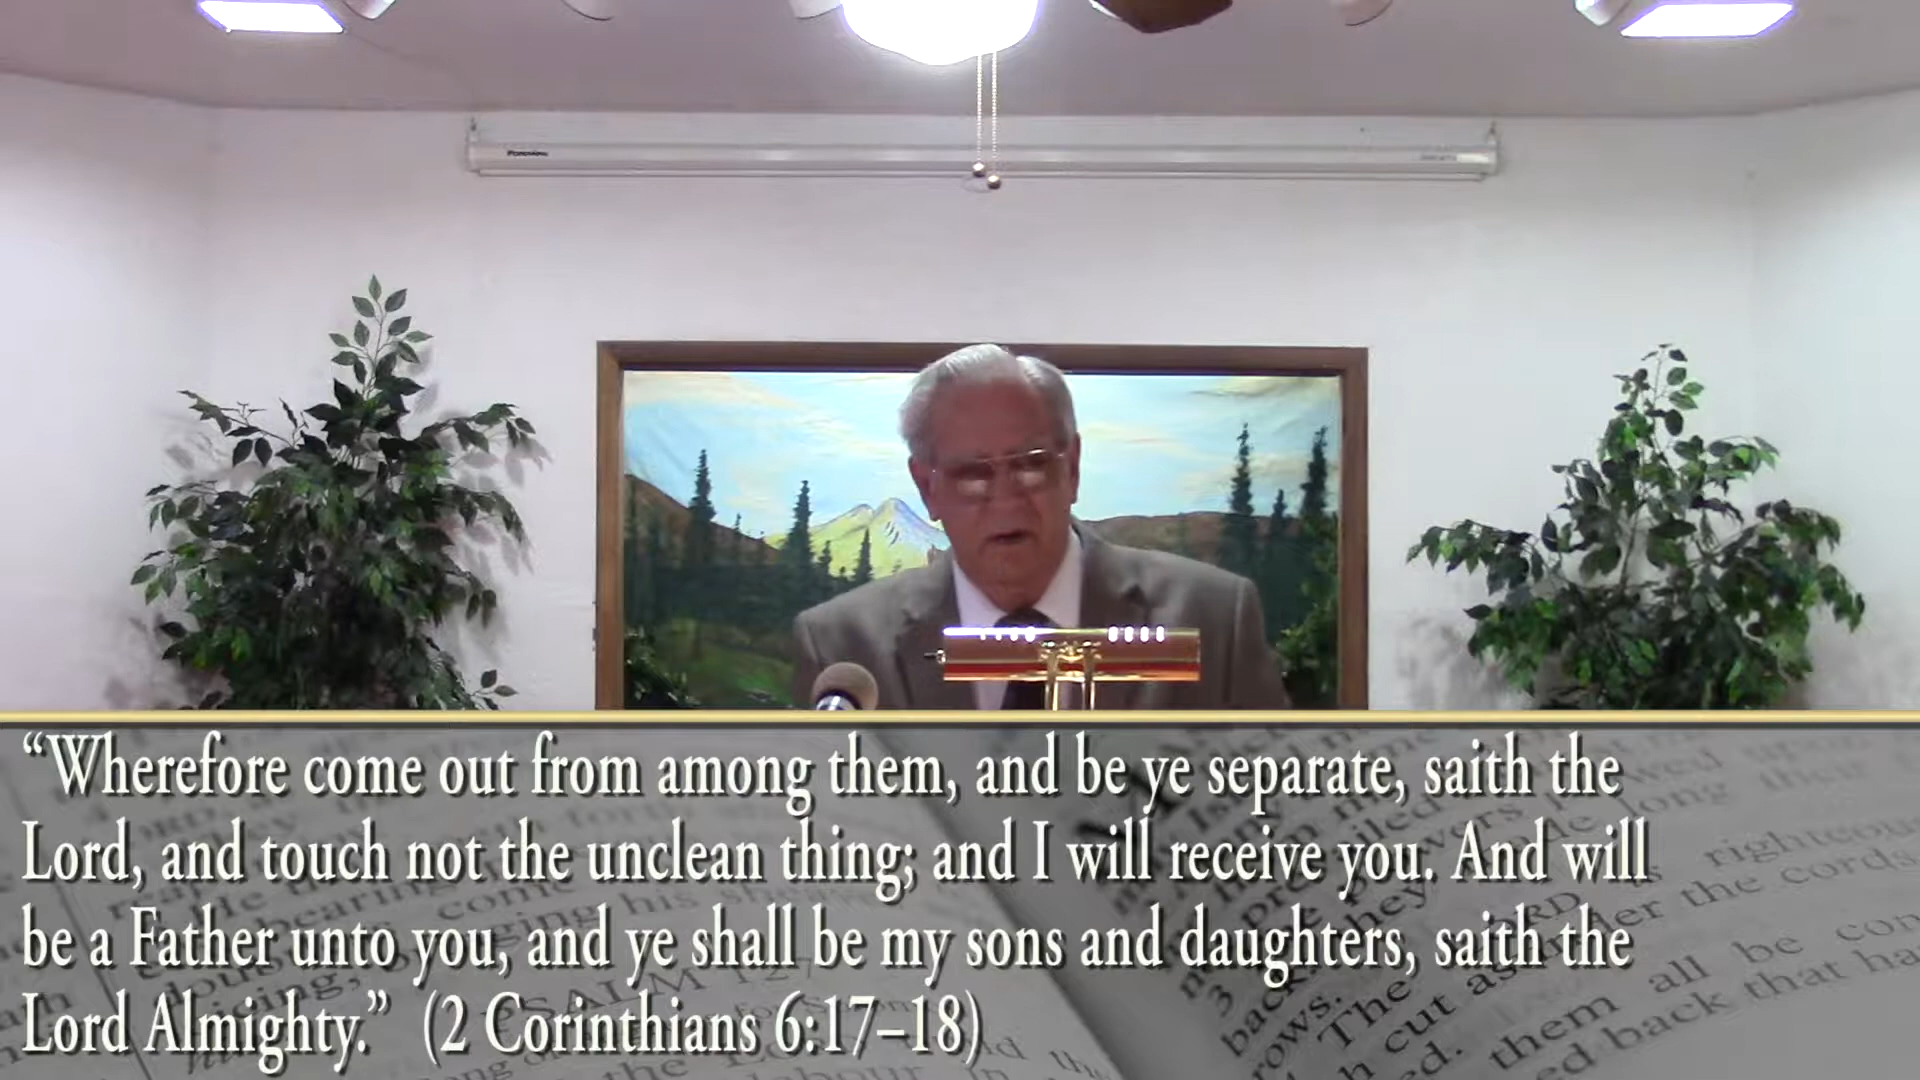 “Wherefore come out from among them, and be ye separate, saith the
Lord, and touch not the unclean thing; and I will receive you. And will
be a Father unto you, and ye shall be my sons and daughters, saith the
Lord Almighty.” (2 Corinthians 6:17–18)